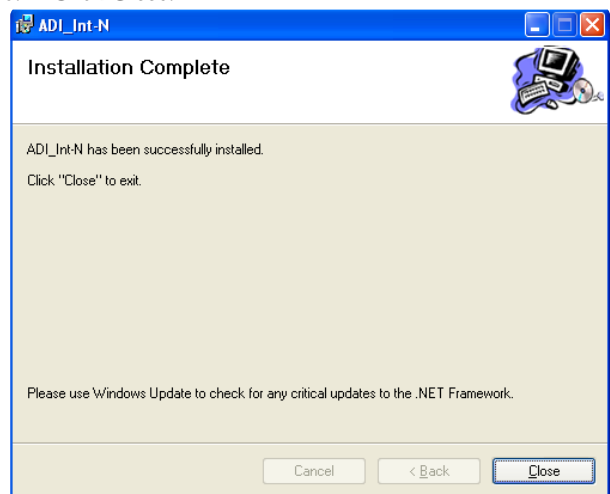 ADI_Int-N
Installation Complete
ADI_Int-N has been successfully installed.
Click "Close" to exit.
Please use Windows Update to check for any critical updates to the .NET Framework.
Cancel
< Back
Close